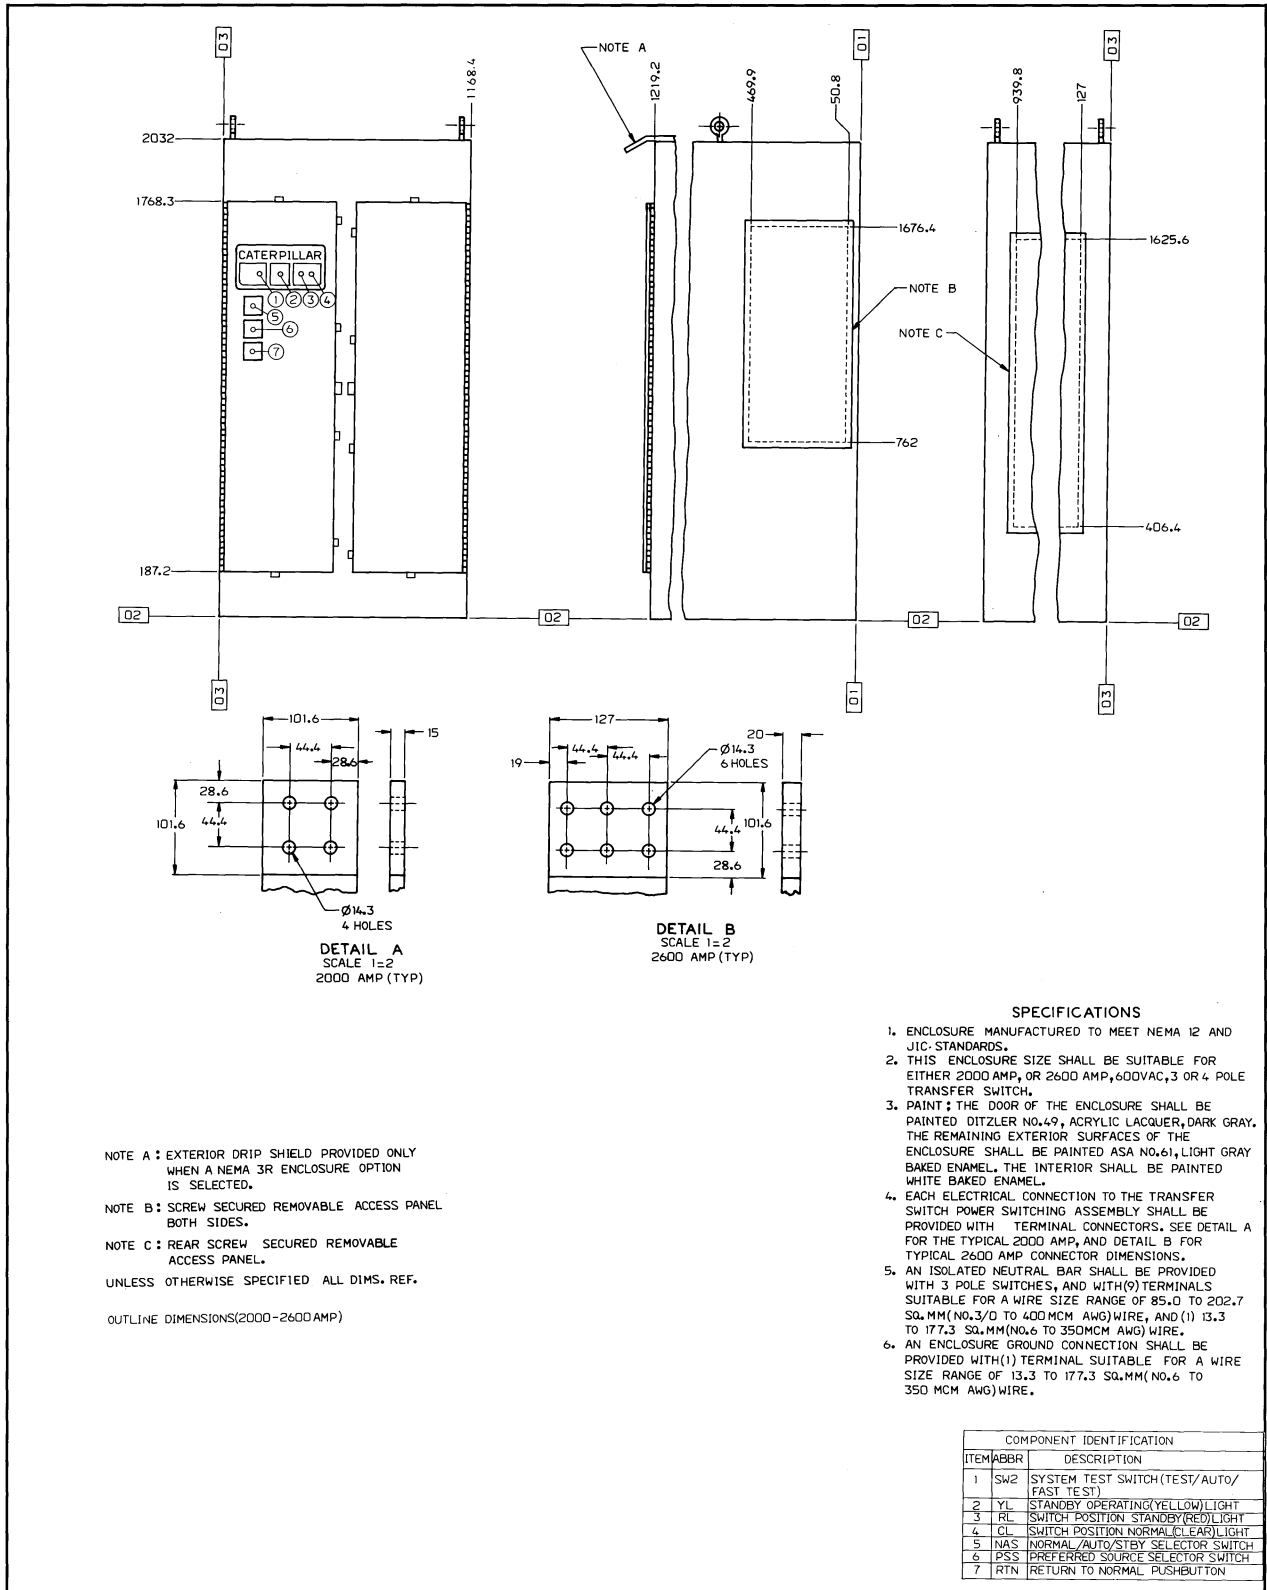 03
1168.4
NOTE A
1219.2
469.9
50.8
01
939.8
127
03
2032
1768.3
CATERPILLAR
1 2 3 4
5
6
7
187.2
1676.4
NOTE B
762
NOTE C
1625.6
406.4
02
02
02
02
03
01
03
101.6
44.4
28.6
15
28.6
101.6
44.4
Ø14.3
4 HOLES
DETAIL A
SCALE 1=2
2000 AMP (TYP)
127
44.4
44.4
19
Ø14.3
6 HOLES
20
44.4
101.6
28.6
DETAIL B
SCALE 1=2
2600 AMP (TYP)
NOTE A : EXTERIOR DRIP SHIELD PROVIDED ONLY
WHEN A NEMA 3R ENCLOSURE OPTION
IS SELECTED.
NOTE B : SCREW SECURED REMOVABLE ACCESS PANEL
BOTH SIDES.
NOTE C : REAR SCREW SECURED REMOVABLE
ACCESS PANEL.
UNLESS OTHERWISE SPECIFIED ALL DIMS. REF.
OUTLINE DIMENSIONS(2000-2600 AMP)
SPECIFICATIONS
1. ENCLOSURE MANUFACTURED TO MEET NEMA 12 AND
JIC. STANDARDS.
2. THIS ENCLOSURE SIZE SHALL BE SUITABLE FOR
EITHER 2000 AMP, OR 2600 AMP, 600VAC, 3 OR 4 POLE
TRANSFER SWITCH.
3. PAINT : THE DOOR OF THE ENCLOSURE SHALL BE
PAINTED DITZLER NO.49, ACRYLIC LACQUER, DARK GRAY.
THE REMAINING EXTERIOR SURFACES OF THE
ENCLOSURE SHALL BE PAINTED ASA NO.61, LIGHT GRAY
BAKED ENAMEL. THE INTERIOR SHALL BE PAINTED
WHITE BAKED ENAMEL.
4. EACH ELECTRICAL CONNECTION TO THE TRANSFER
SWITCH POWER SWITCHING ASSEMBLY SHALL BE
PROVIDED WITH TERMINAL CONNECTORS. SEE DETAIL A
FOR THE TYPICAL 2000 AMP, AND DETAIL B FOR
TYPICAL 2600 AMP CONNECTOR DIMENSIONS.
5. AN ISOLATED NEUTRAL BAR SHALL BE PROVIDED
WITH 3 POLE SWITCHES, AND WITH(9)TERMINALS
SUITABLE FOR A WIRE SIZE RANGE OF 85.0 TO 202.7
SQ.MM(NO.3/0 TO 400MCM AWG)WIRE, AND (1) 13.3
TO 177.3 SQ.MM(NO.6 TO 350MCM AWG) WIRE.
6. AN ENCLOSURE GROUND CONNECTION SHALL BE
PROVIDED WITH(1) TERMINAL SUITABLE FOR A WIRE
SIZE RANGE OF 13.3 TO 177.3 SQ.MM(NO.6 TO
350 MCM AWG)WIRE.
COMPONENT IDENTIFICATION
ITEM ABBR DESCRIPTION
1 SW2 SYSTEM TEST SWITCH(TEST/AUTO/
FAST TEST)
2 YL STANDBY OPERATING(YELLOW)LIGHT
3 RL SWITCH POSITION STANDBY(RED)LIGHT
4 CL SWITCH POSITION NORMAL(CLEAR)LIGHT
5 NAS NORMAL/AUTO/STBY SELECTOR SWITCH
6 PSS PREFERRED SOURCE SELECTOR SWITCH
7 RTN RETURN TO NORMAL PUSHBUTTON